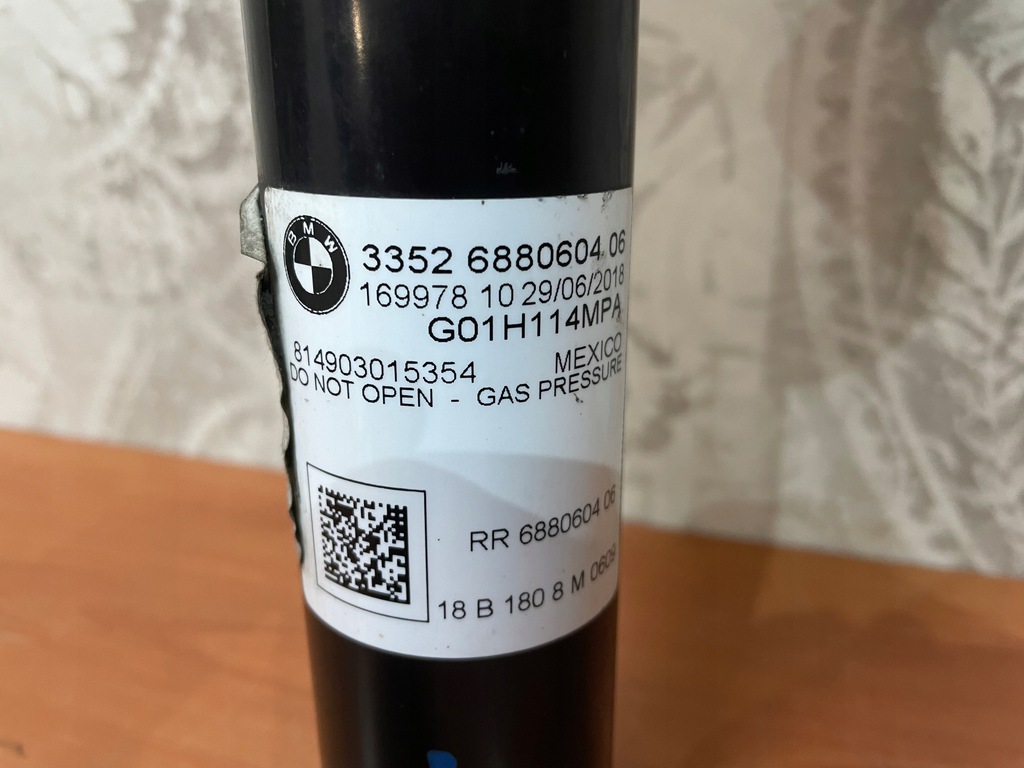 BMW
3352 6880604 06
169978 10 29/06/2018
G01H114MPA
814903015354 MEXICO
DO NOT OPEN - GAS PRESSURE
RR 6880604 06
18 B 180 8 M 0609